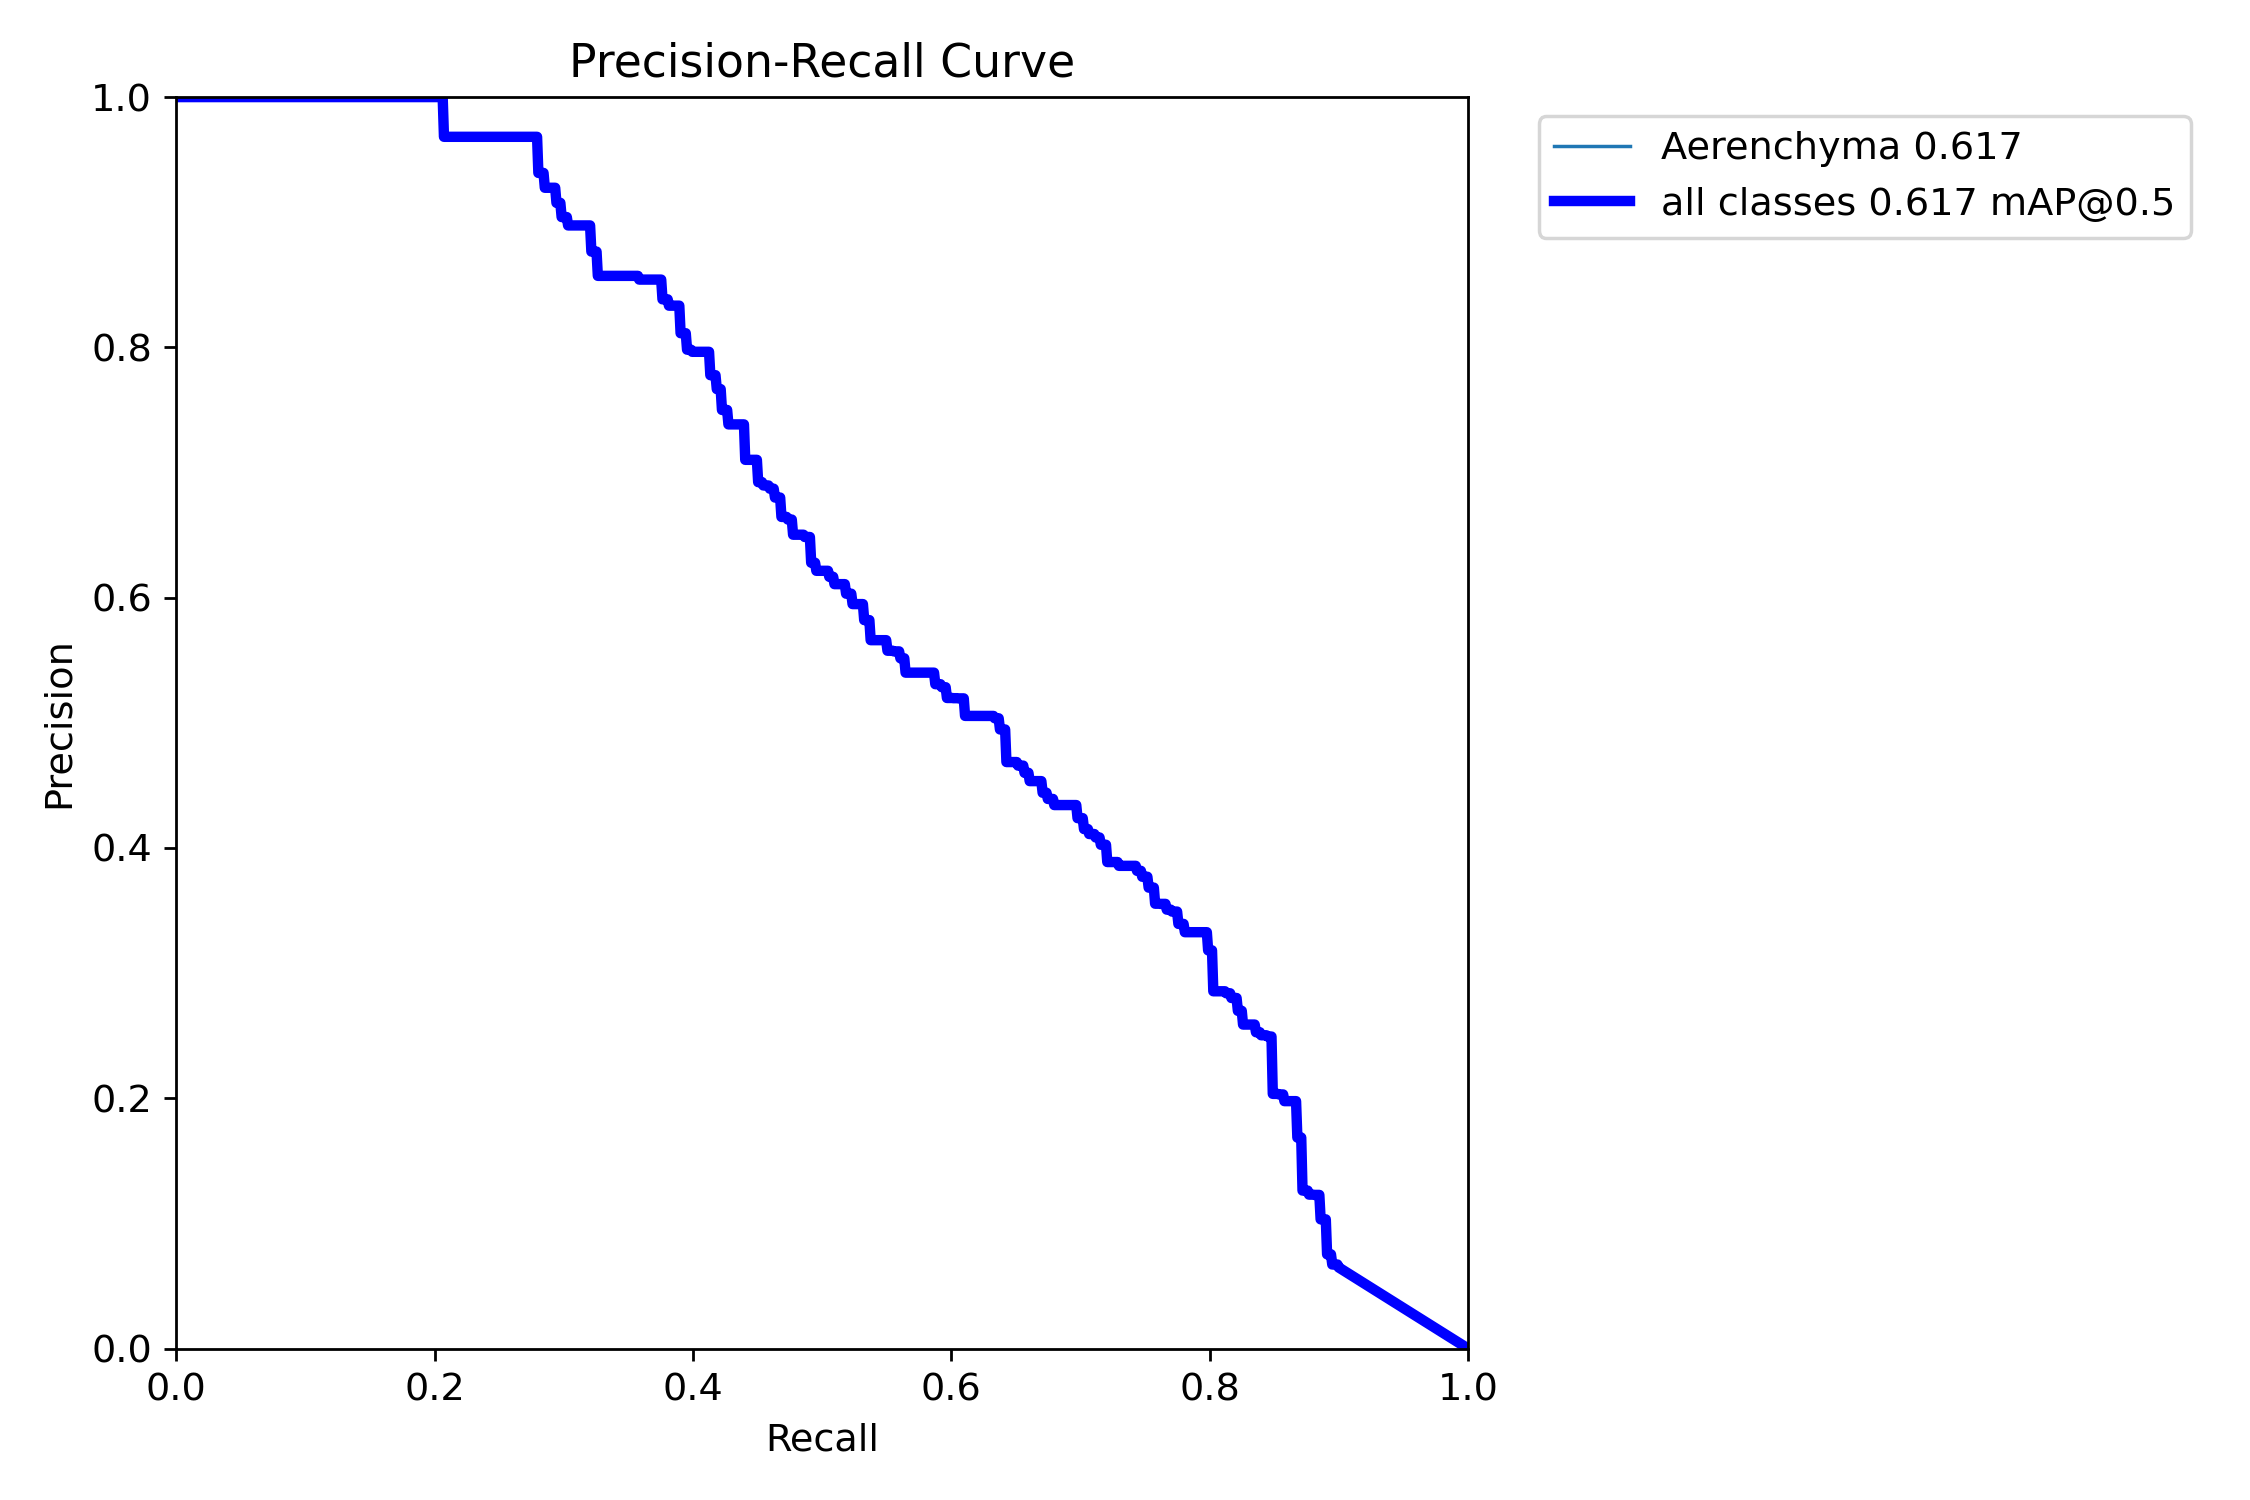 Precision-Recall Curve
1.0
0.8
0.6
0.4
0.2
0.0
Precision
0.0 0.2 0.4 0.6 0.8 1.0
Recall
Aerenchyma 0.617
all classes 0.617 mAP@0.5